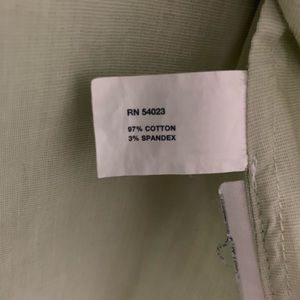 RN 54023
97% COTTON
3% SPANDEX